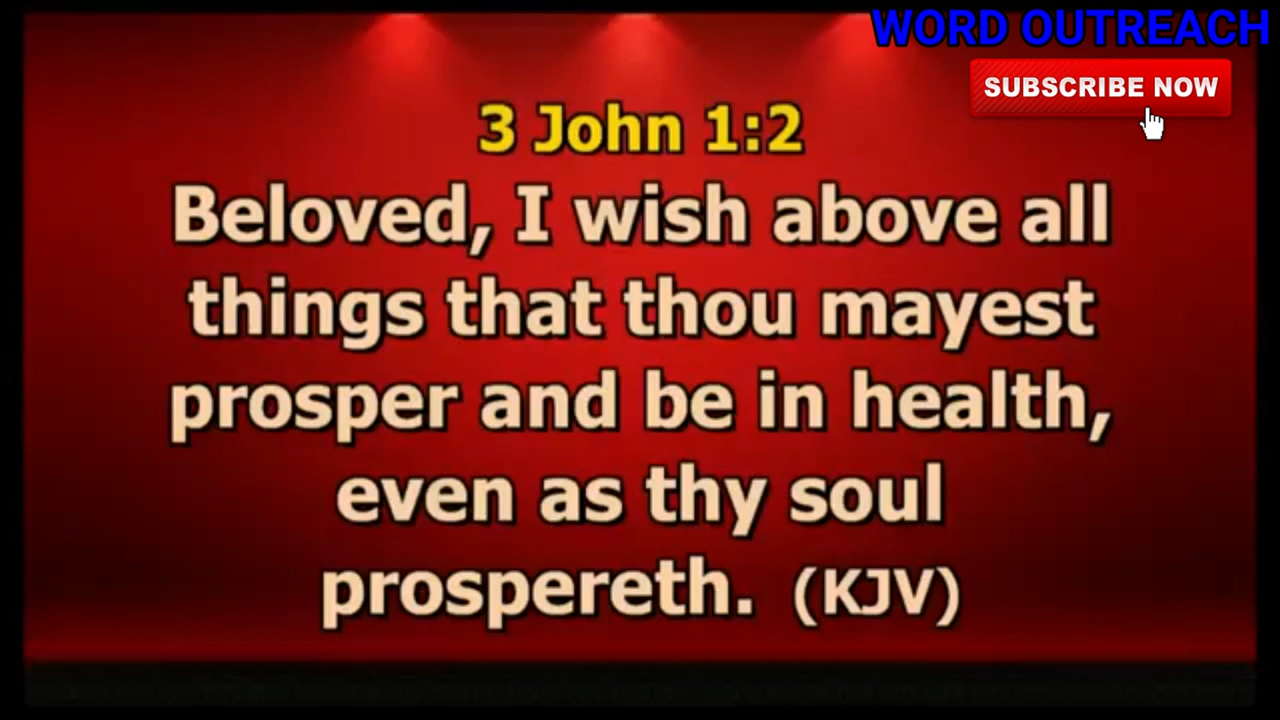 WORD OUTREACH
SUBSCRIBE NOW
3 John 1:2
Beloved, I wish above all
things that thou mayest
prosper and be in health,
even as thy soul
prospereth. (KJV)